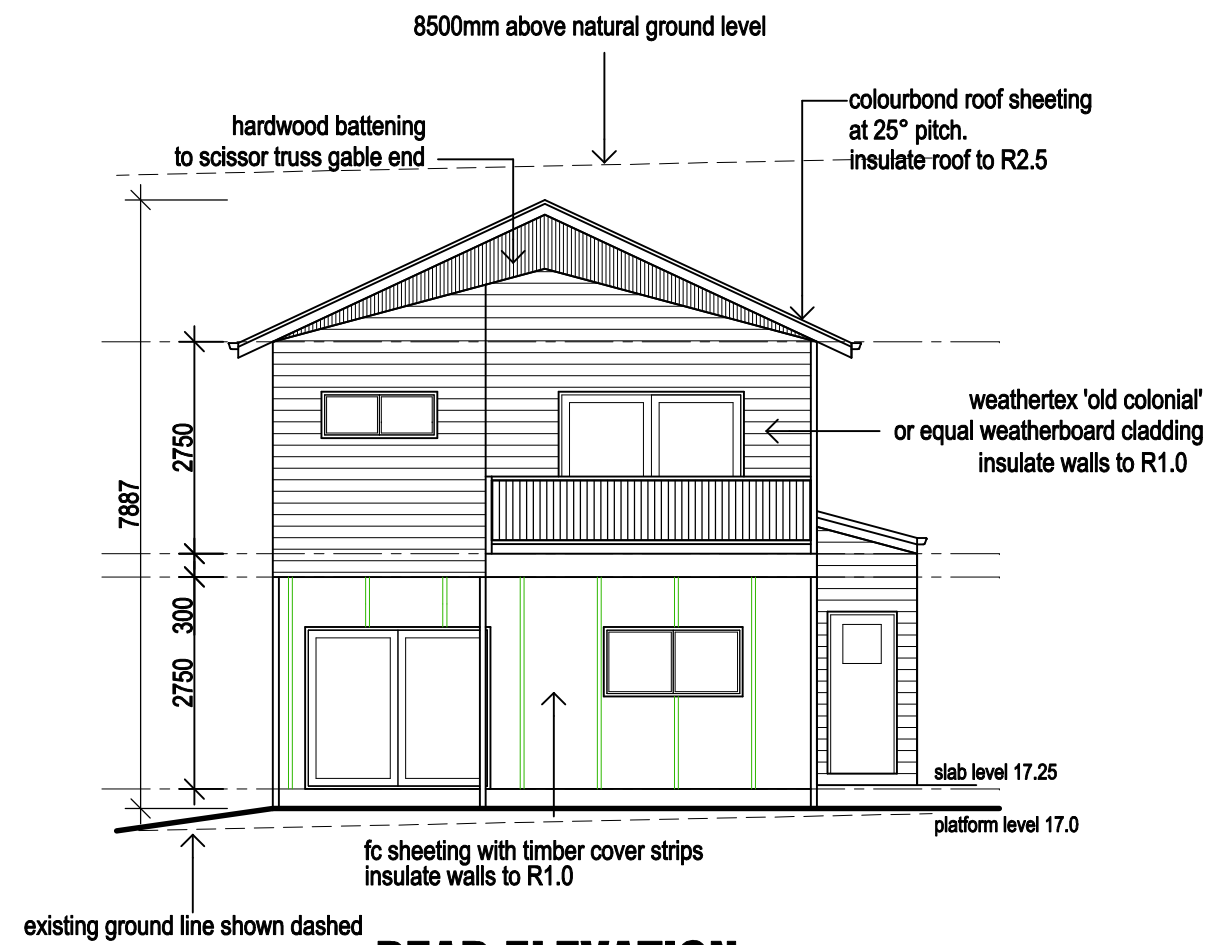 8500mm above natural ground level
colourbond roof sheeting
at 25° pitch.
insulate roof to R2.5
hardwood battening
to scissor truss gable end
weathertex 'old colonial'
or equal weatherboard cladding
insulate walls to R1.0
2750
7887
300
2750
slab level 17.25
platform level 17.0
fc sheeting with timber cover strips
insulate walls to R1.0
existing ground line shown dashed
REAR ELEVATION